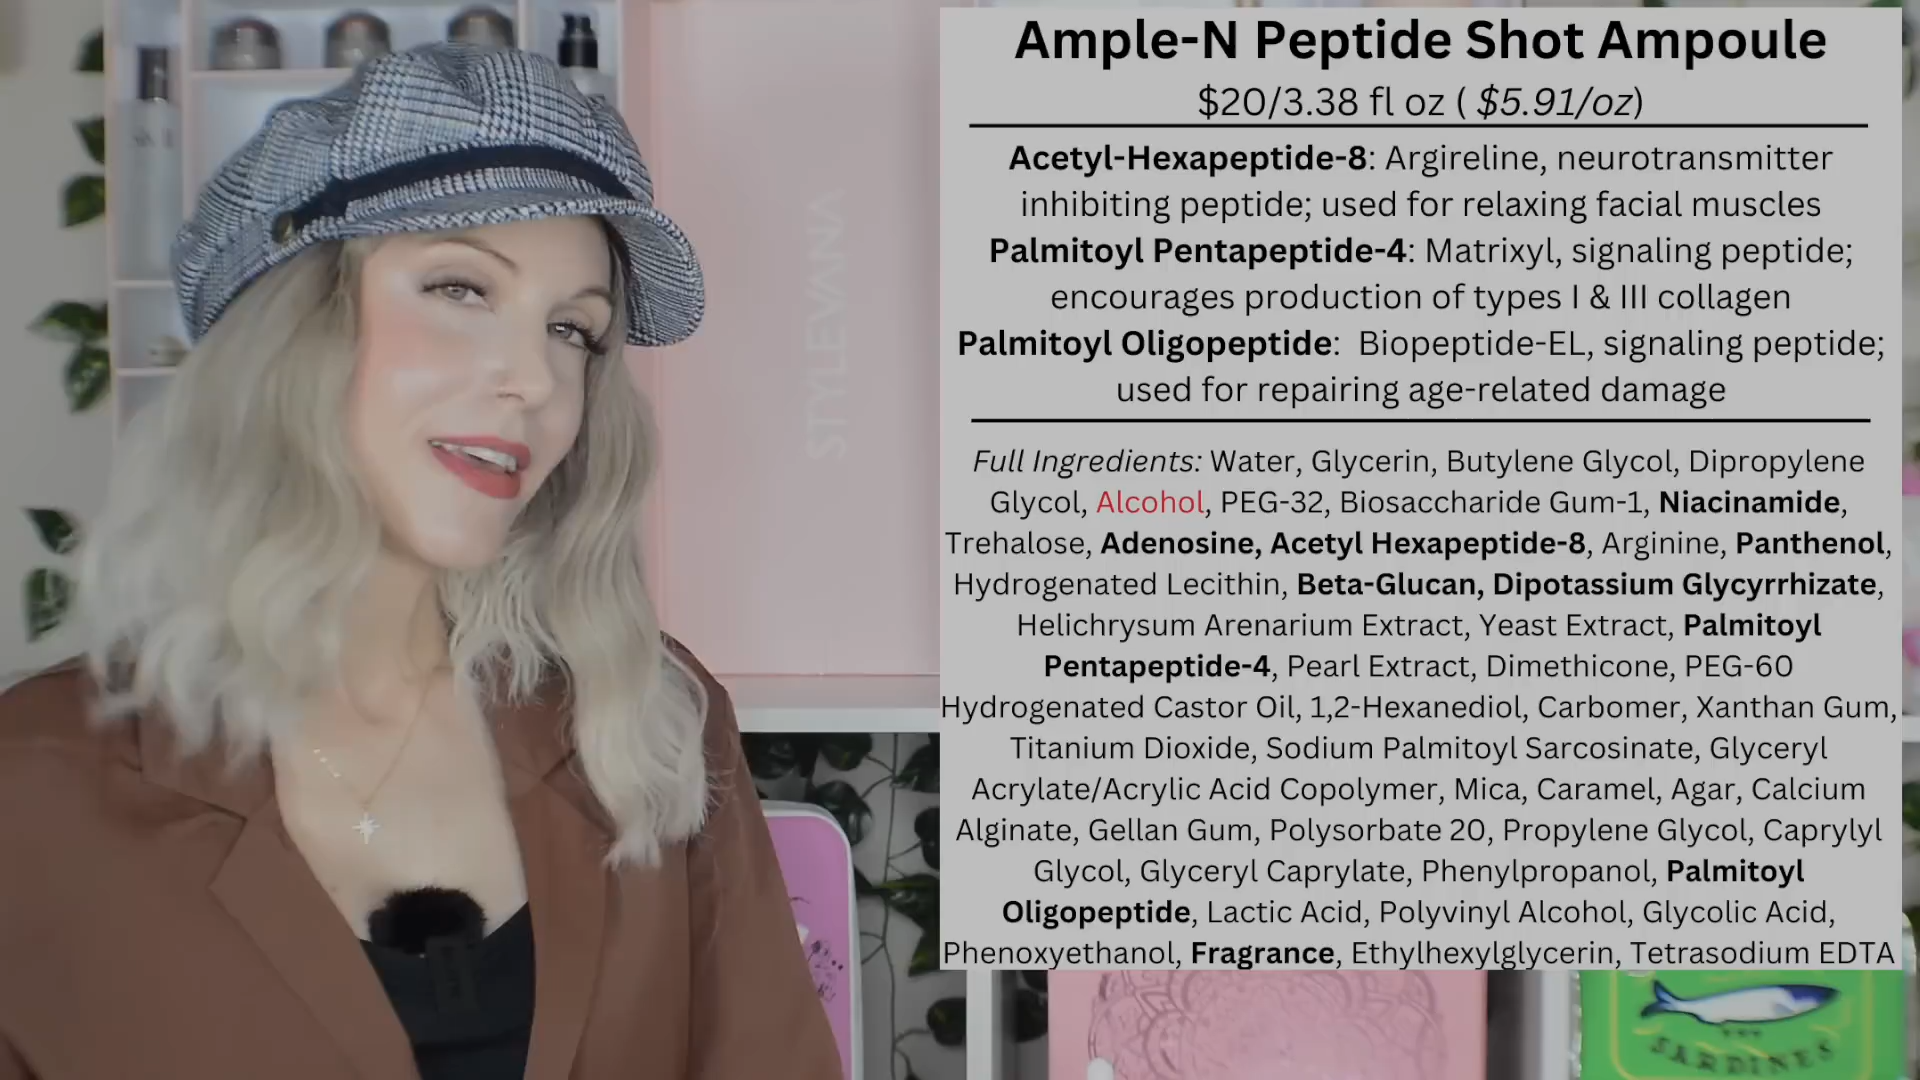 Ample-N Peptide Shot Ampoule
$20/3.38 fl oz ( $5.91/oz)
Acetyl-Hexapeptide-8: Argireline, neurotransmitter
inhibiting peptide; used for relaxing facial muscles
Palmitoyl Pentapeptide-4: Matrixyl, signaling peptide;
encourages production of types I & III collagen
Palmitoyl Oligopeptide: Biopeptide-EL, signaling peptide;
used for repairing age-related damage
Full Ingredients: Water, Glycerin, Butylene Glycol, Dipropylene
Glycol, Alcohol, PEG-32, Biosaccharide Gum-1, Niacinamide,
Trehalose, Adenosine, Acetyl Hexapeptide-8, Arginine, Panthenol,
Hydrogenated Lecithin, Beta-Glucan, Dipotassium Glycyrrhizate,
Helichrysum Arenarium Extract, Yeast Extract, Palmitoyl
Pentapeptide-4, Pearl Extract, Dimethicone, PEG-60
Hydrogenated Castor Oil, 1,2-Hexanediol, Carbomer, Xanthan Gum,
Titanium Dioxide, Sodium Palmitoyl Sarcosinate, Glyceryl
Acrylate/Acrylic Acid Copolymer, Mica, Caramel, Agar, Calcium
Alginate, Gellan Gum, Polysorbate 20, Propylene Glycol, Caprylyl
Glycol, Glyceryl Caprylate, Phenylpropanol, Palmitoyl
Oligopeptide, Lactic Acid, Polyvinyl Alcohol, Glycolic Acid,
Phenoxyethanol, Fragrance, Ethylhexylglycerin, Tetrasodium EDTA
STYLEVANA
SARDINES